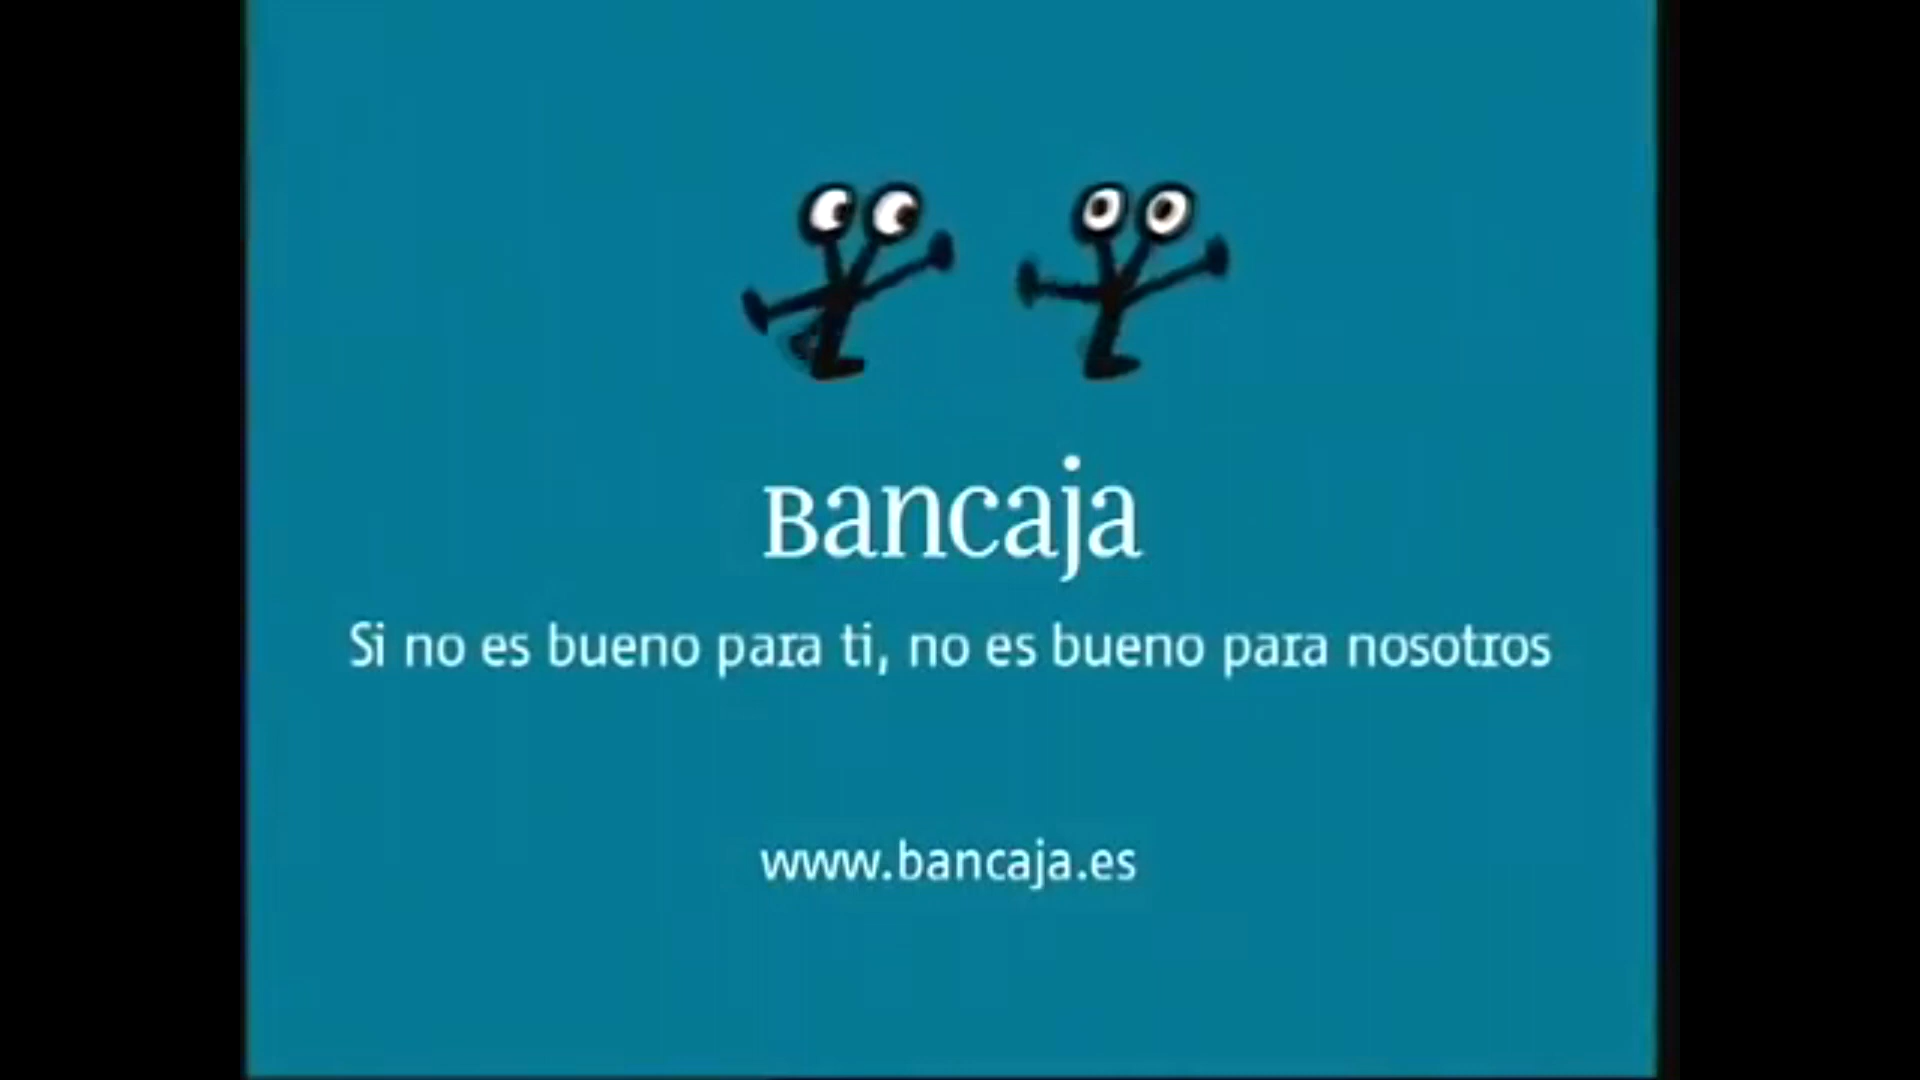 Bancaja
Si no es bueno para ti, no es bueno para nosotros
www.bancaja.es